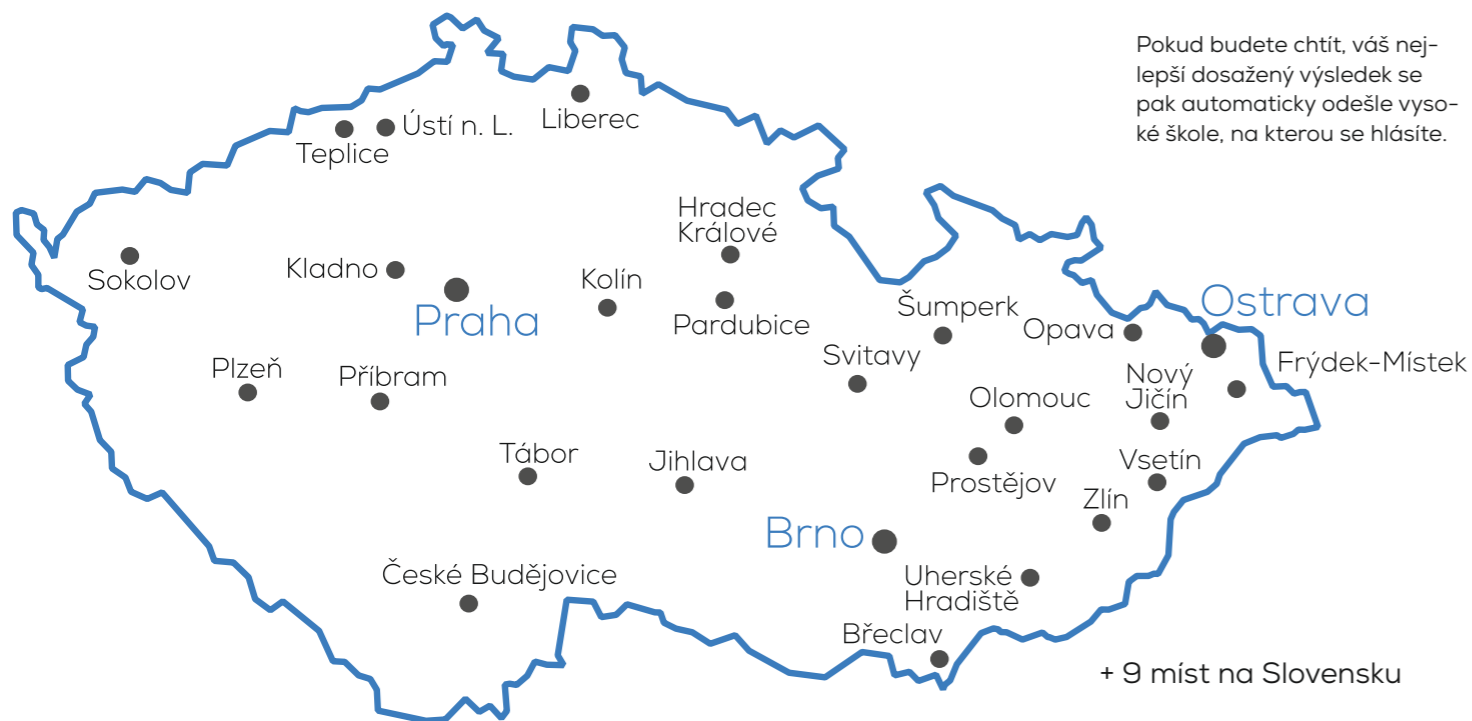 Pokud budete chtít, váš nej-
lepší dosažený výsledek se
pak automaticky odešle vyso-
ké škole, na kterou se hlásíte.
Liberec
Ústí n. L.
Teplice
Hradec
Králové
Sokolov
Kladno
Praha
Kolín
Pardubice
Šumperk
Opava
Ostrava
Svitavy
Frýdek-Místek
Plzeň
Příbram
Nový
Jičín
Olomouc
Tábor
Jihlava
Prostějov
Vsetín
Zlín
Brno
České Budějovice
Uherské
Hradiště
Břeclav
+ 9 míst na Slovensku